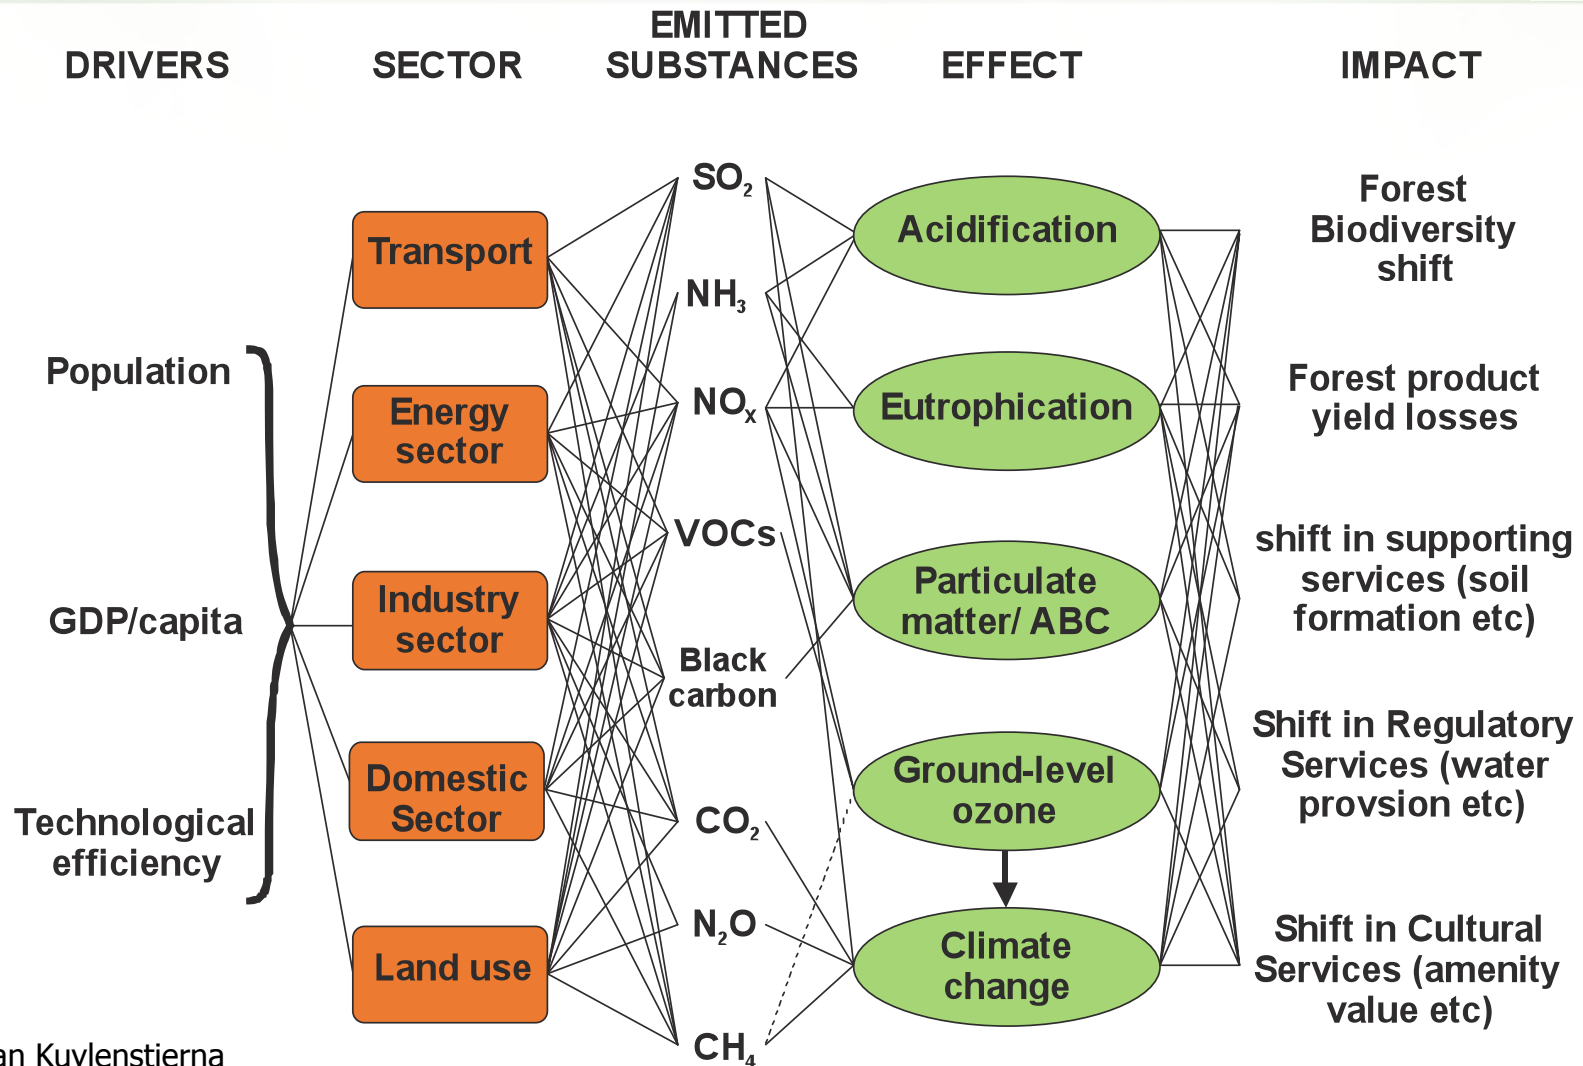 DRIVERS
SECTOR
EMITTED
SUBSTANCES
EFFECT
IMPACT
Population
GDP/capita
Technological
efficiency
Transport
Energy
sector
Industry
sector
Domestic
Sector
Land use
SO₂
NH₃
NOₓ
VOCs
Black
carbon
CO₂
N₂O
CH₄
Acidification
Eutrophication
Particulate
matter/ ABC
Ground-level
ozone
Climate
change
Forest
Biodiversity
shift
Forest product
yield losses
shift in supporting
services (soil
formation etc)
Shift in Regulatory
Services (water
provsion etc)
Shift in Cultural
Services (amenity
value etc)
an Kuylenstierna